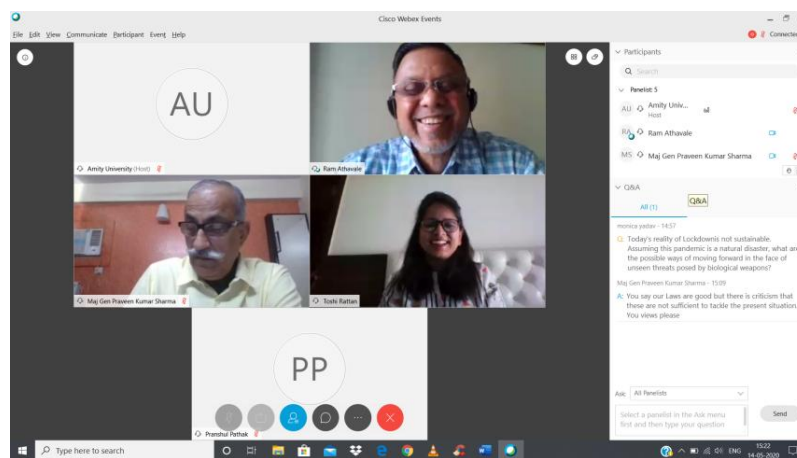 Cisco Webex Events
File Edit View Communicate Participant Event Help
Connected
AU
Amity University (Host)
Ram Athavale
Maj Gen Praveen Kumar Sharma
Toshi Rattan
PP
Pranshul Pathak
Participants
Search
Panelist: 5
AU Amity Univ...
Host
RA Ram Athavale
MS Maj Gen Praveen Kumar Sharma
Q&A
All (1)
Q&A
monica yadav - 14:57
Q: Today's reality of Lockdownis not sustainable.
Assuming this pandemic is a natural disaster, what are
the possible ways of moving forward in the face of
unseen threats posed by biological weapons?
Maj Gen Praveen Kumar Sharma - 15:09
A: You say our Laws are good but there is criticism that
these are not sufficient to tackle the present situation.
You views please
Ask: All Panelists
Select a panelist in the Ask menu
first and then type your question
Send
Type here to search
ENG
15:22
14-05-2020